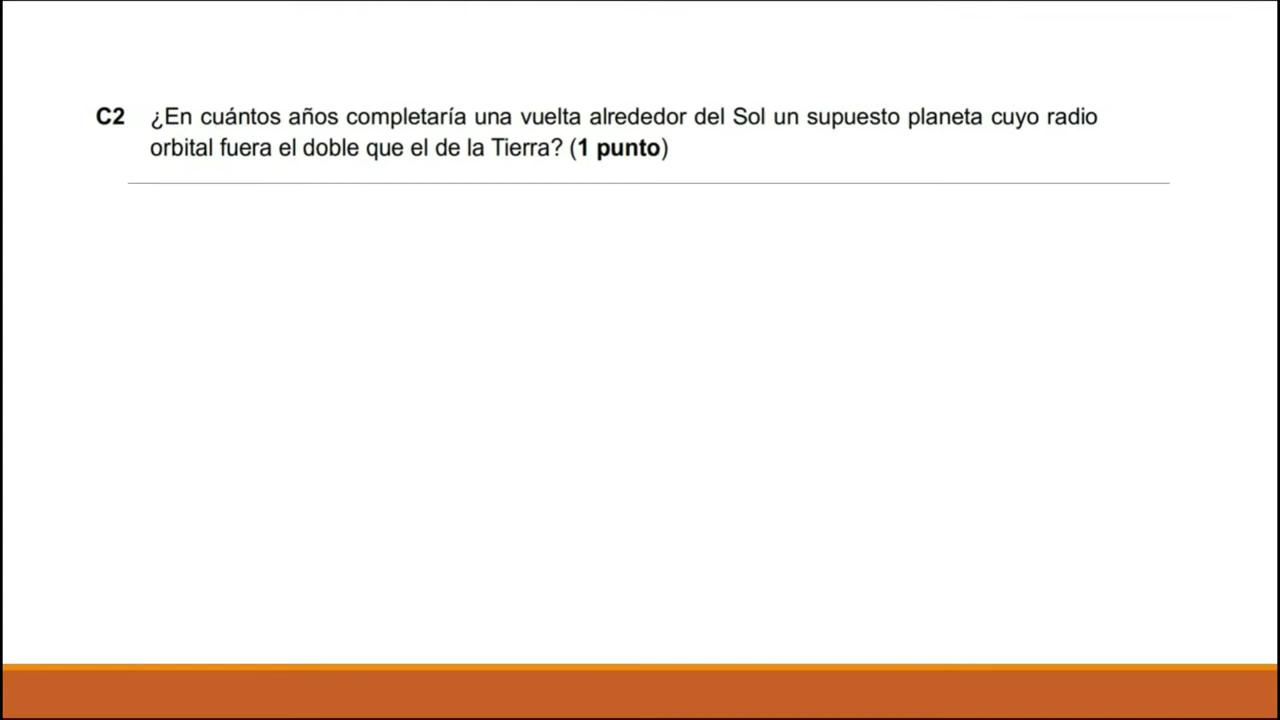 C2 ¿En cuántos años completaría una vuelta alrededor del Sol un supuesto planeta cuyo radio
orbital fuera el doble que el de la Tierra? (1 punto)